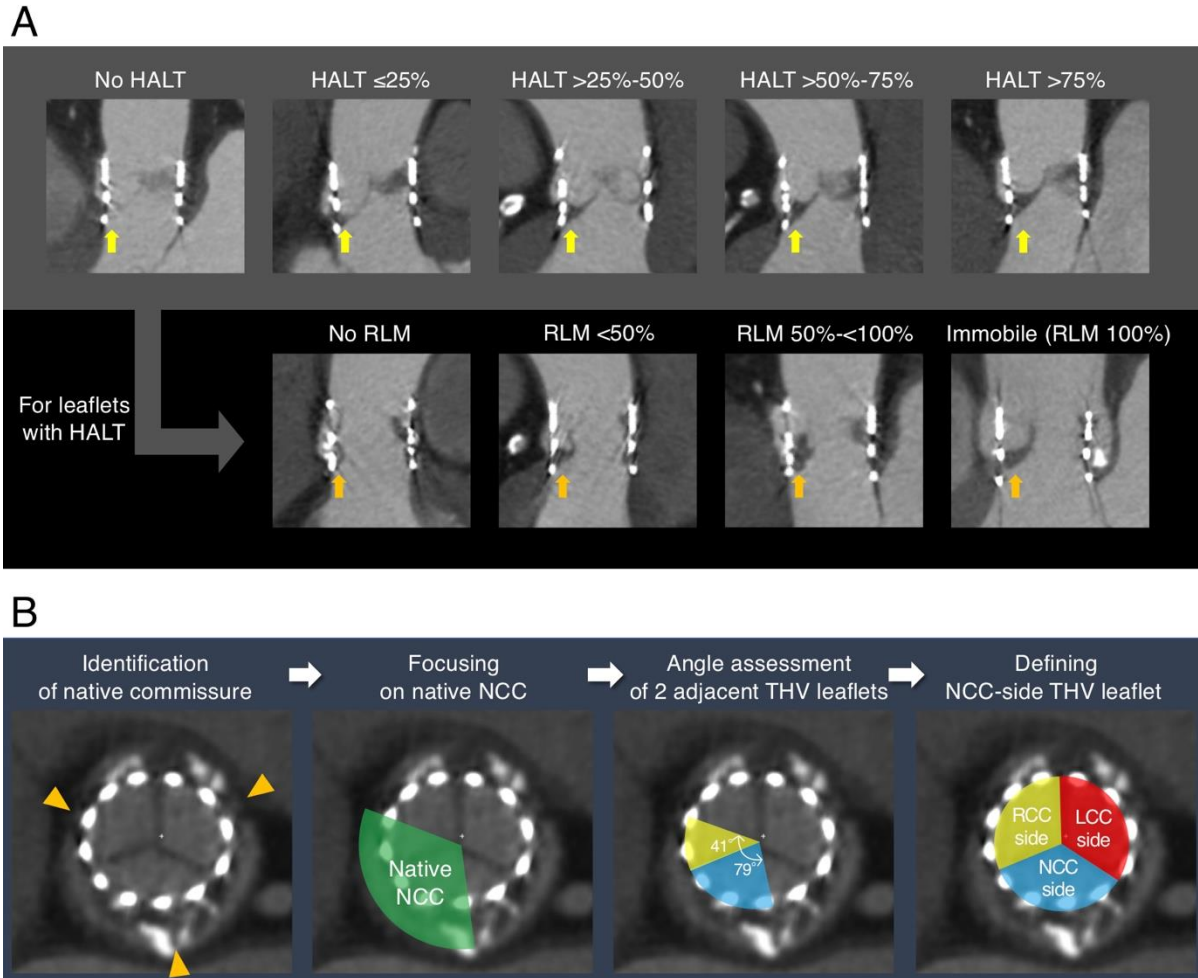 A
No HALT
HALT ≤25%
HALT >25%-50%
HALT >50%-75%
HALT >75%
For leaflets
with HALT
No RLM
RLM <50%
RLM 50%-<100%
Immobile (RLM 100%)
B
Identification
of native commissure
Focusing
on native NCC
Angle assessment
of 2 adjacent THV leaflets
Defining
NCC-side THV leaflet
Native
NCC
41°
79°
RCC
side
LCC
side
NCC
side